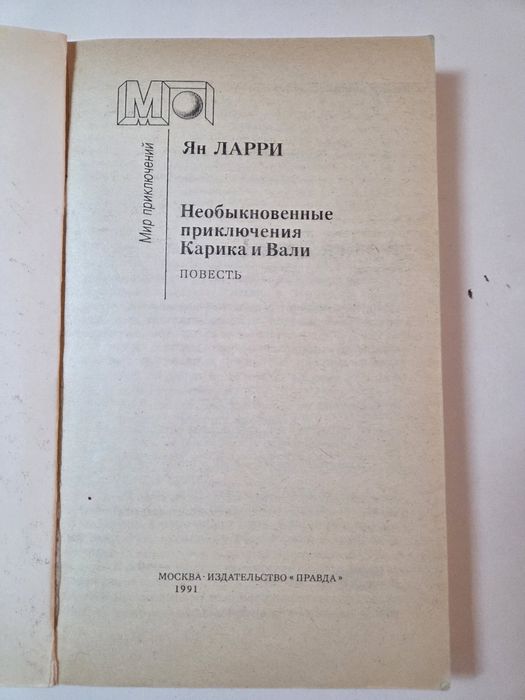 М
Мир приключений
Ян ЛАРРИ
Необыкновенные
приключения
Карика и Вали
ПОВЕСТЬ
МОСКВА · ИЗДАТЕЛЬСТВО «ПРАВДА»
1991